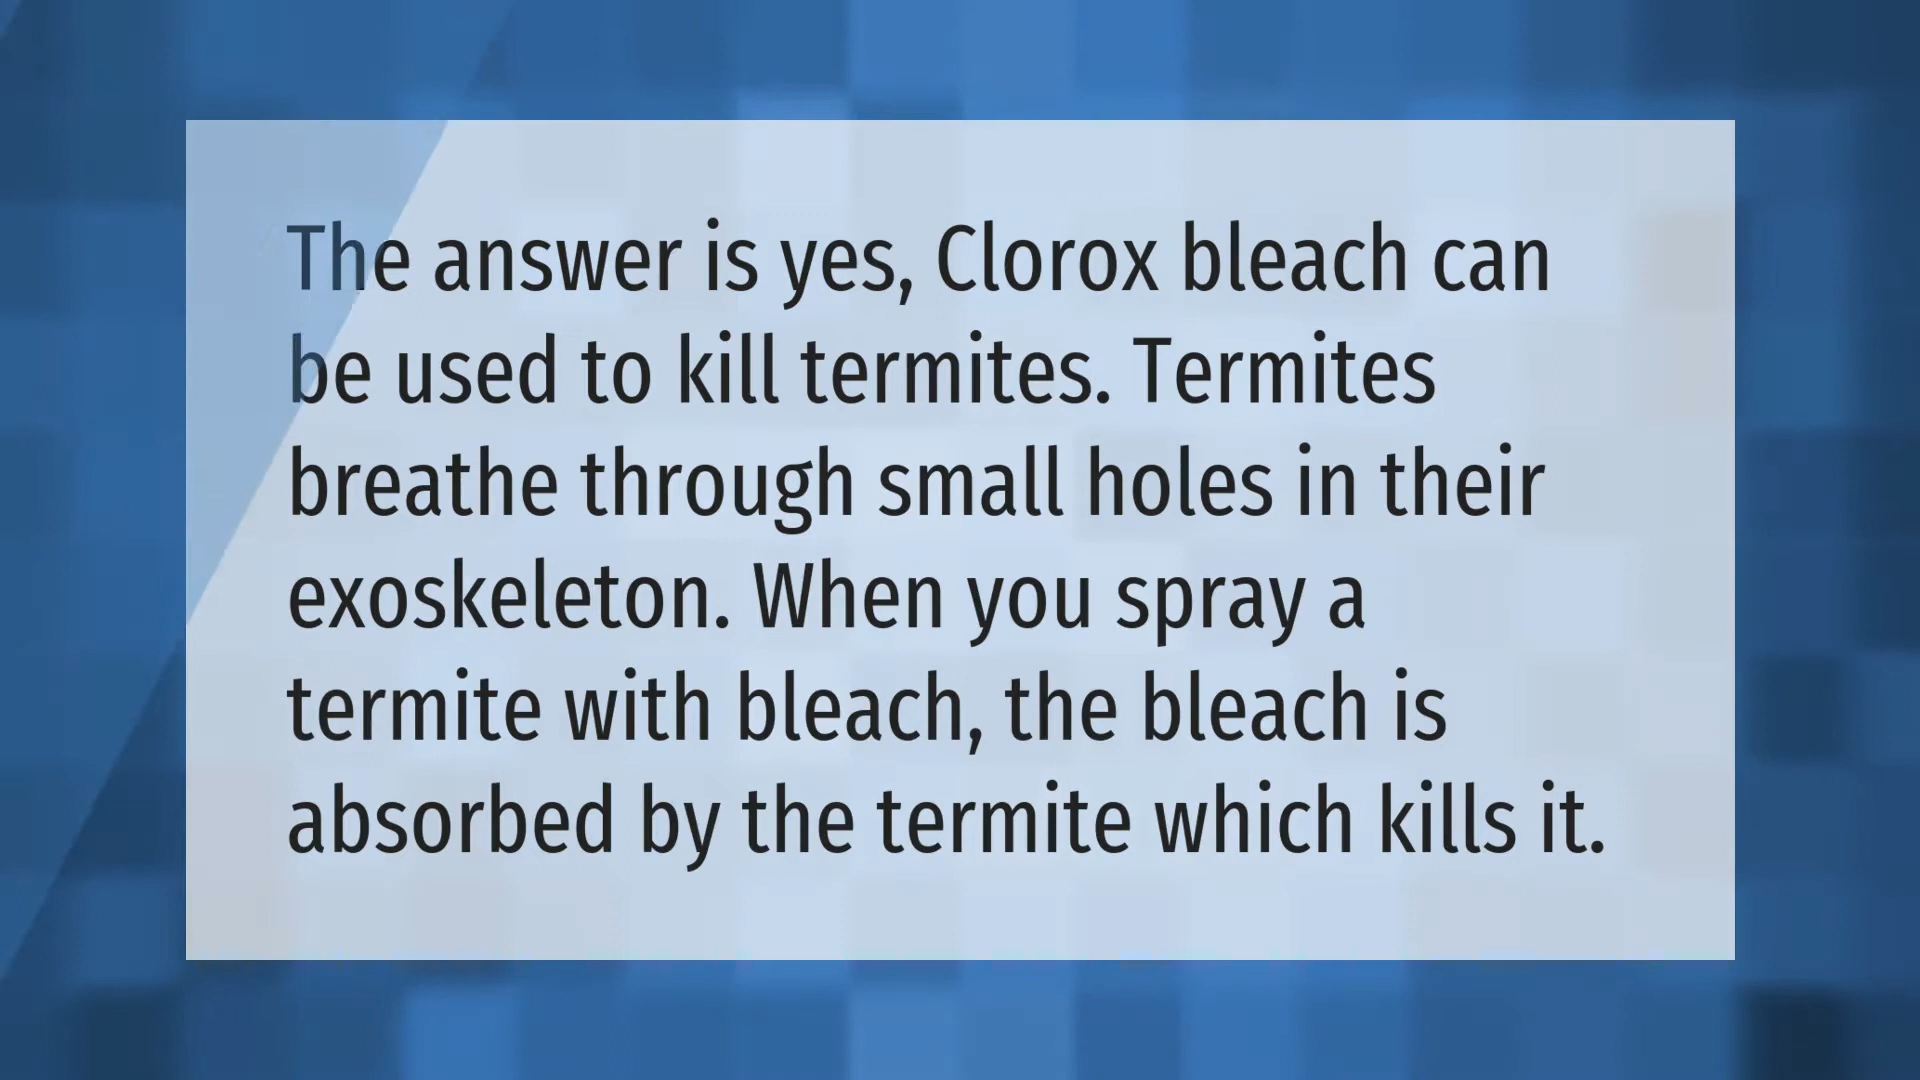 The answer is yes, Clorox bleach can
be used to kill termites. Termites
breathe through small holes in their
exoskeleton. When you spray a
termite with bleach, the bleach is
absorbed by the termite which kills it.